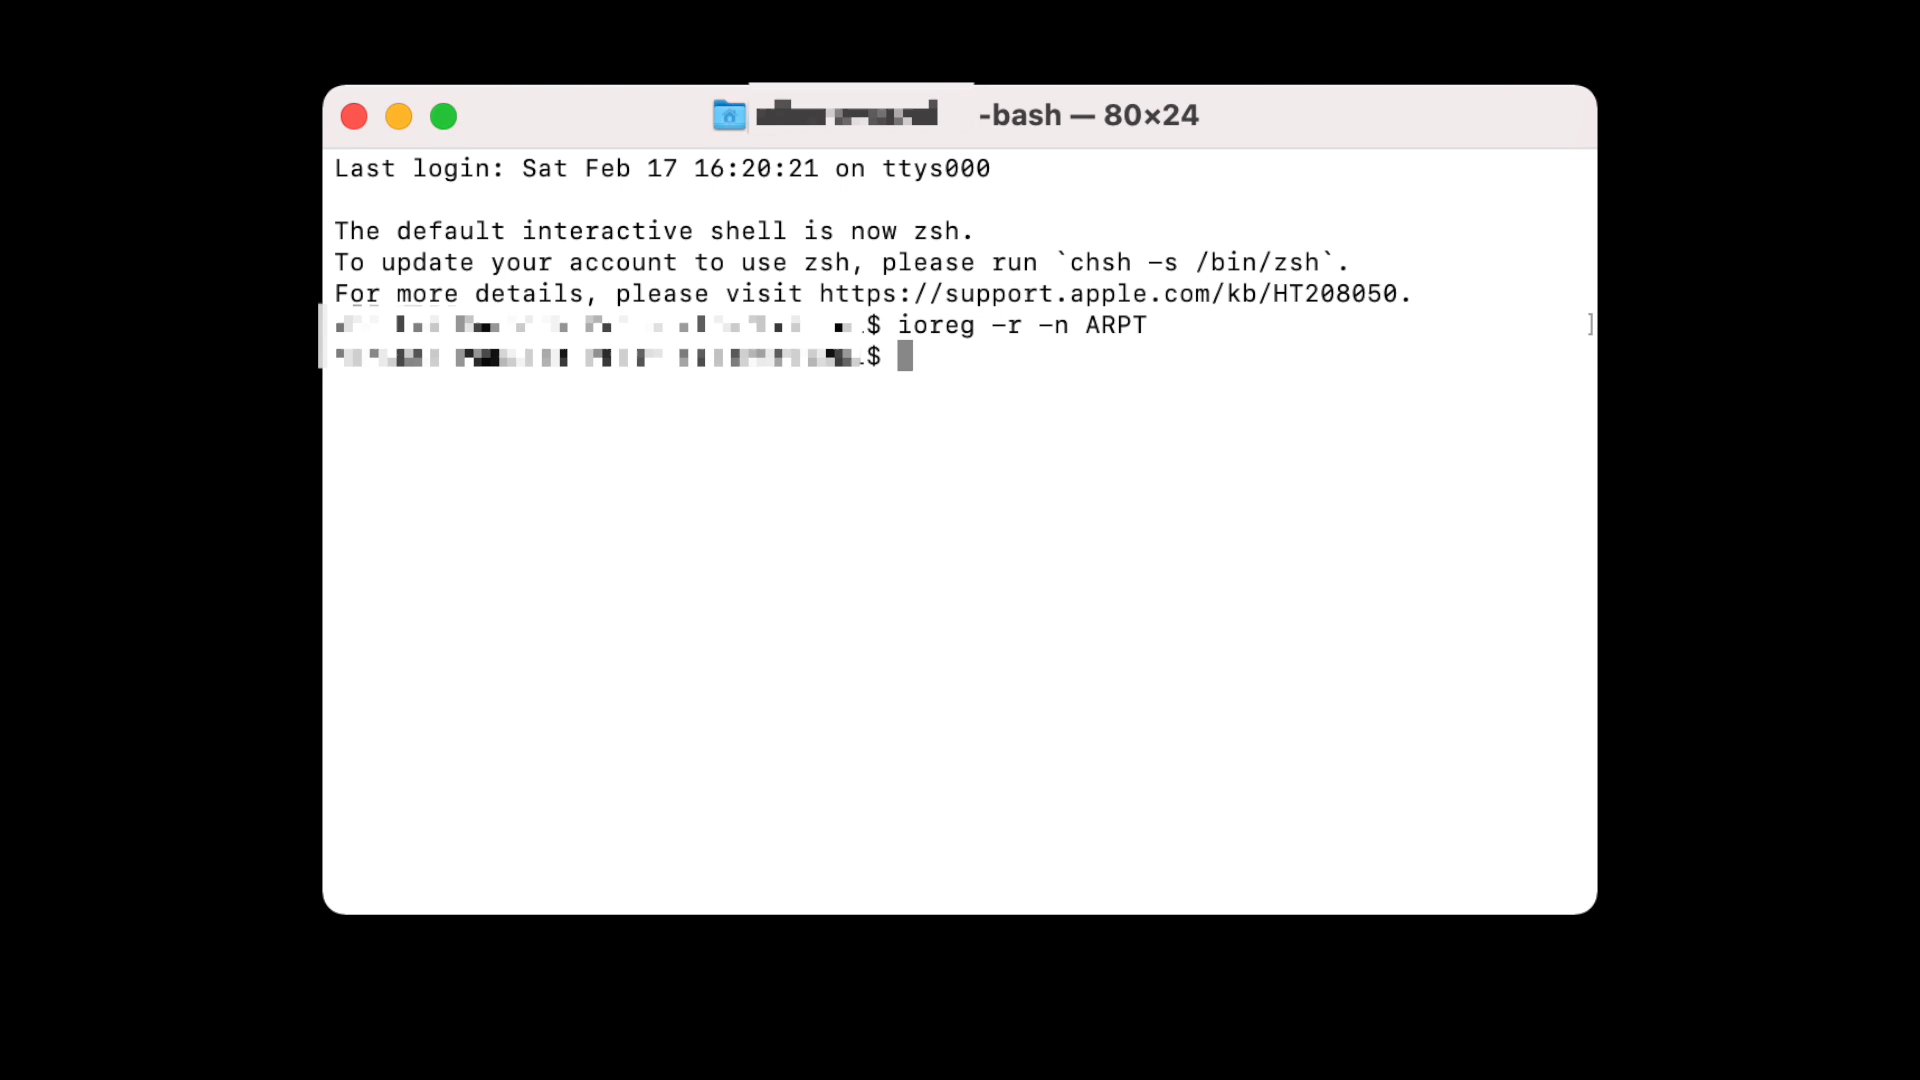 -bash — 80×24
Last login: Sat Feb 17 16:20:21 on ttys000
The default interactive shell is now zsh.
To update your account to use zsh, please run `chsh -s /bin/zsh`.
For more details, please visit https://support.apple.com/kb/HT208050.
$ ioreg -r -n ARPT ]
$